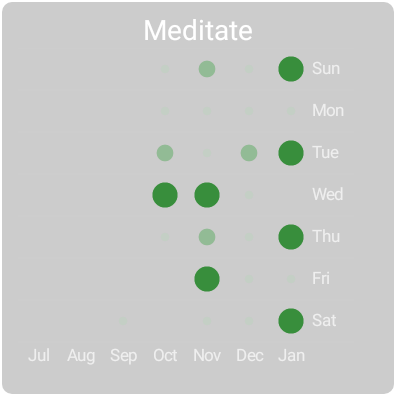 Meditate
Sun
Mon
Tue
Wed
Thu
Fri
Sat
Jul Aug Sep Oct Nov Dec Jan